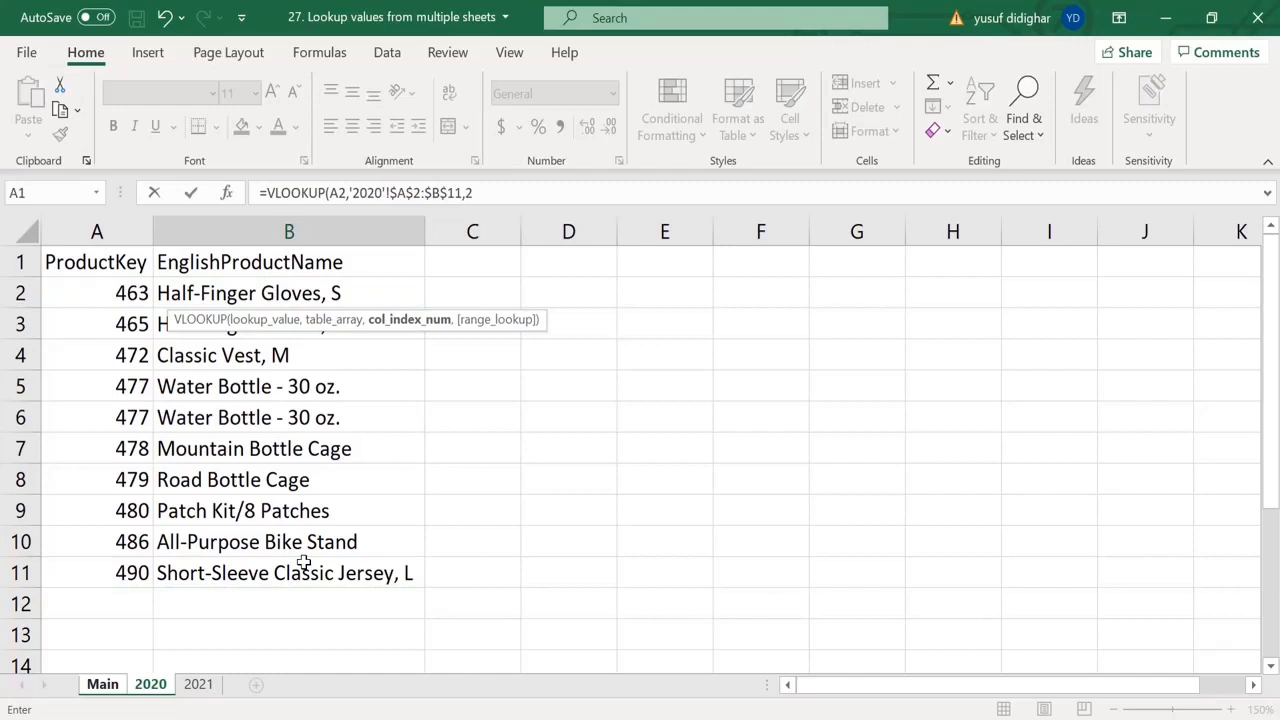 AutoSave Off 27. Lookup values from multiple sheets Search yusuf didighar YD
File Home Insert Page Layout Formulas Data Review View Help Share Comments
Paste 11 General Conditional Formatting Format as Table Cell Styles Insert Delete Format Sort & Filter Find & Select Ideas Sensitivity
Clipboard Font Alignment Number Styles Cells Editing Ideas Sensitivity
A1 fx =VLOOKUP(A2,'2020'!$A$2:$B$11,2
A B C D E F G H I J K
1 ProductKey EnglishProductName
2 463 Half-Finger Gloves, S
VLOOKUP(lookup_value, table_array, col_index_num, [range_lookup])
3 465
4 472 Classic Vest, M
5 477 Water Bottle - 30 oz.
6 477 Water Bottle - 30 oz.
7 478 Mountain Bottle Cage
8 479 Road Bottle Cage
9 480 Patch Kit/8 Patches
10 486 All-Purpose Bike Stand
11 490 Short-Sleeve Classic Jersey, L
12
13
14
Main 2020 2021
Enter 150%